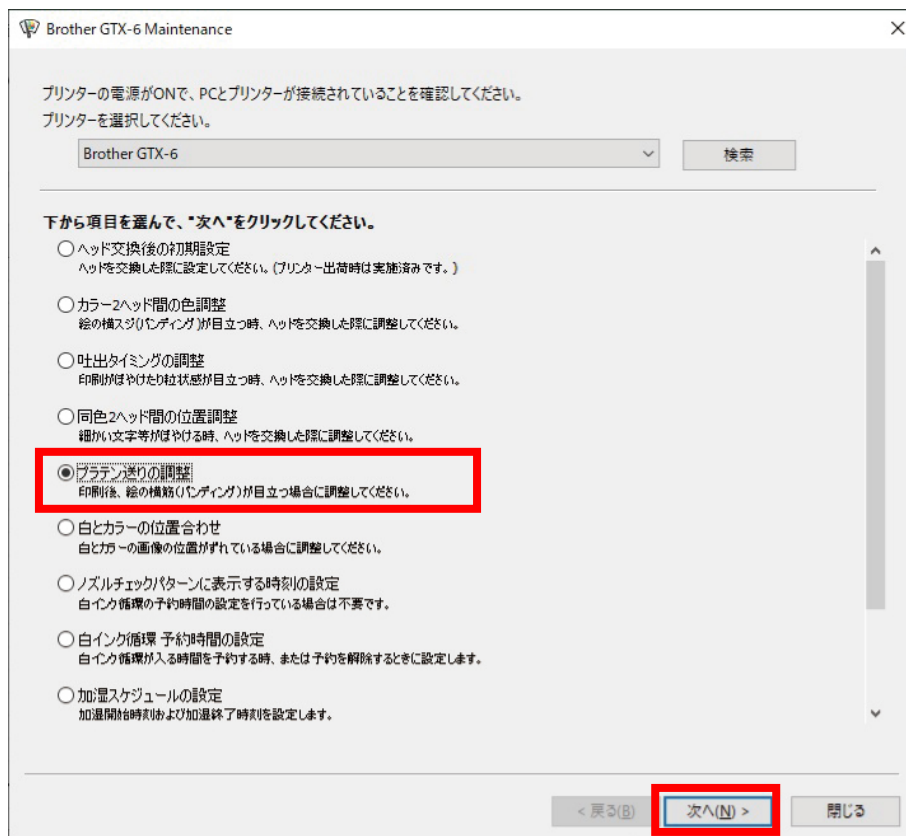 Brother GTX-6 Maintenance
プリンターの電源がONで、PCとプリンターが接続されていることを確認してください。
プリンターを選択してください。
Brother GTX-6
検索
下から項目を選んで、"次へ"をクリックしてください。
ヘッド交換後の初期設定
ヘッドを交換した際に設定してください。(プリンター出荷時は実施済みです。)
カラー2ヘッド間の色調整
絵の横スジ(バンディング)が目立つ時、ヘッドを交換した際に調整してください。
吐出タイミングの調整
印刷がぼやけたり粒状感が目立つ時、ヘッドを交換した際に調整してください。
同色2ヘッド間の位置調整
細かい文字等がぼやける時、ヘッドを交換した際に調整してください。
プラテン送りの調整
印刷後、絵の横筋(バンディング)が目立つ場合に調整してください。
白とカラーの位置合わせ
白とカラーの画像の位置がずれている場合に調整してください。
ノズルチェックパターンに表示する時刻の設定
白インク循環の予約時間の設定を行っている場合は不要です。
白インク循環 予約時間の設定
白インク循環が入る時間を予約する時、または予約を解除するときに設定します。
加湿スケジュールの設定
加湿開始時刻および加湿終了時刻を設定します。
< 戻る(B)
次へ(N) >
閉じる